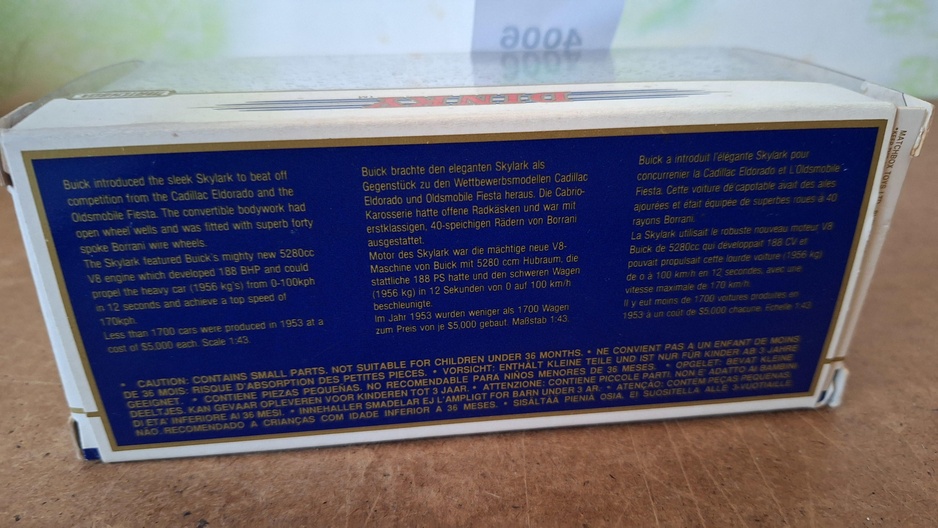 4006
DINKY
MATCHBOX TOYS
Buick introduced the sleek Skylark to beat off
competition from the Cadillac Eldorado and the
Oldsmobile Fiesta. The convertible bodywork had
open wheel wells and was fitted with superb forty
spoke Borrani wire wheels.
The Skylark featured Buick's mighty new 5280cc
V8 engine which developed 188 BHP and could
propel the heavy car (1956 kg's) from 0-100kph
in 12 seconds and achieve a top speed of
170kph.
Less than 1700 cars were produced in 1953 at a
cost of $5,000 each. Scale 1:43.
Buick brachte den eleganten Skylark als
Gegenstück zu den Wettbewerbsmodellen Cadillac
Eldorado und Oldsmobile Fiesta heraus. Die Cabrio-
Karosserie hatte offene Radkäsken und war mit
erstklassigen, 40-speichigen Rädern von Borrani
ausgestattet.
Motor des Skylark war die mächtige neue V8-
Maschine von Buick mit 5280 ccm Hubraum, die
stattliche 188 PS hatte und den schweren Wagen
(1956 kg) in 12 Sekunden von 0 auf 100 km/h
beschleunigte.
Im Jahr 1953 wurden weniger als 1700 Wagen
zum Preis von je $5,000 gebaut. Maßstab 1:43.
Buick a introduit l'élégante Skylark pour
concurrenier la Cadillac Eldorado et L'Oldsmobile
Fiesta. Cette voiture décapotable avait des ailes
ajourées et était équipée de superbes roues à 40
rayons Borrani.
La Skylark utilisait le robuste nouveau moteur V8
Buick de 5280cc qui développait 188 CV et
pouvait propulsait cette lourde voiture (1956 kg)
de o à 100 km/h en 12 secondes, avec une
vitesse maximale de 170 km/h.
Il y eut moins de 1700 voitures produites en
1953 à un coût de $5,000 chacune. Echelle 1:43.
• CAUTION: CONTAINS SMALL PARTS. NOT SUITABLE FOR CHILDREN UNDER 36 MONTHS. • NE CONVIENT PAS A UN ENFANT DE MOINS
DE 36 MOIS: RISQUE D'ABSORPTION DES PETITES PIECES. • VORSICHT: ENTHALT KLEINE TEILE UND IST NUR FÜR KINDER AB 3 JAHRE
GEEIGNET. • CONTIENE PIEZAS PEQUENAS. NO RECOMENDABLE PARA NINOS MENORES DE 36 MESES. • OPGELET: BEVAT KLEINE
DEELTJES. KAN GEVAAR OPLEVEREN VOOR KINDEREN TOT 3 JAAR. • ATTENZIONE: CONTIENE PICCOLE PARTI. NON E' ADATTO AI BAMBINI
DI ETA' INFERIORE AI 36 MESI. • INNEHALLER SMADELAR EJ LAMPLIGT FOR BARN UNDER 3 AR. • ATENÇAO: CONTEM PEÇAS PEQUENAS.
NÃO RECOMENDADO A CRIANÇAS COM IDADE INFERIOR A 36 MESES. • SISÄLTÄÄ PIENIÄ OSIA. EI SUOSITELLA ALLE 3-VUOTIAILLE.